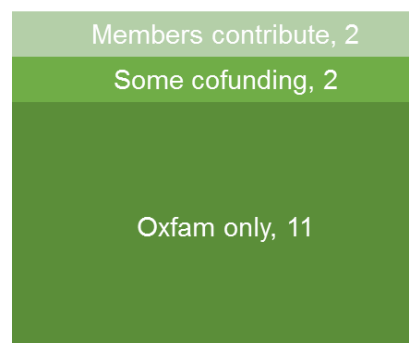 Members contribute, 2
Some cofunding, 2
Oxfam only, 11